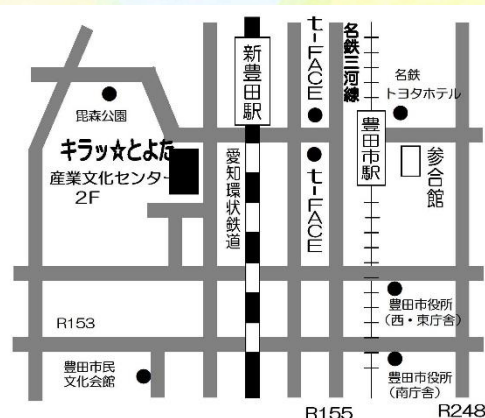 新豊田駅
t-FACE
名鉄三河線
名鉄
トヨタホテル
毘森公園
キラッ☆とよた
産業文化センター
2F
愛知環状鉄道
t-FACE
豊田市駅
参合館
豊田市役所
(西・東庁舎)
R153
豊田市民
文化会館
豊田市役所
(南庁舎)
R155
R248